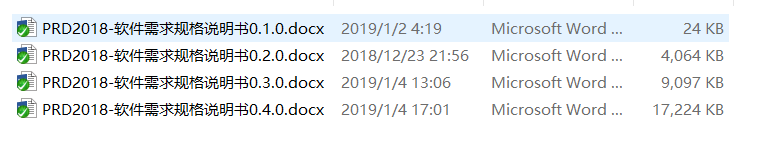 PRD2018-软件需求规格说明书0.1.0.docx 2019/1/2 4:19 Microsoft Word ... 24 KB
PRD2018-软件需求规格说明书0.2.0.docx 2018/12/23 21:56 Microsoft Word ... 4,064 KB
PRD2018-软件需求规格说明书0.3.0.docx 2019/1/4 13:06 Microsoft Word ... 9,097 KB
PRD2018-软件需求规格说明书0.4.0.docx 2019/1/4 17:01 Microsoft Word ... 17,224 KB